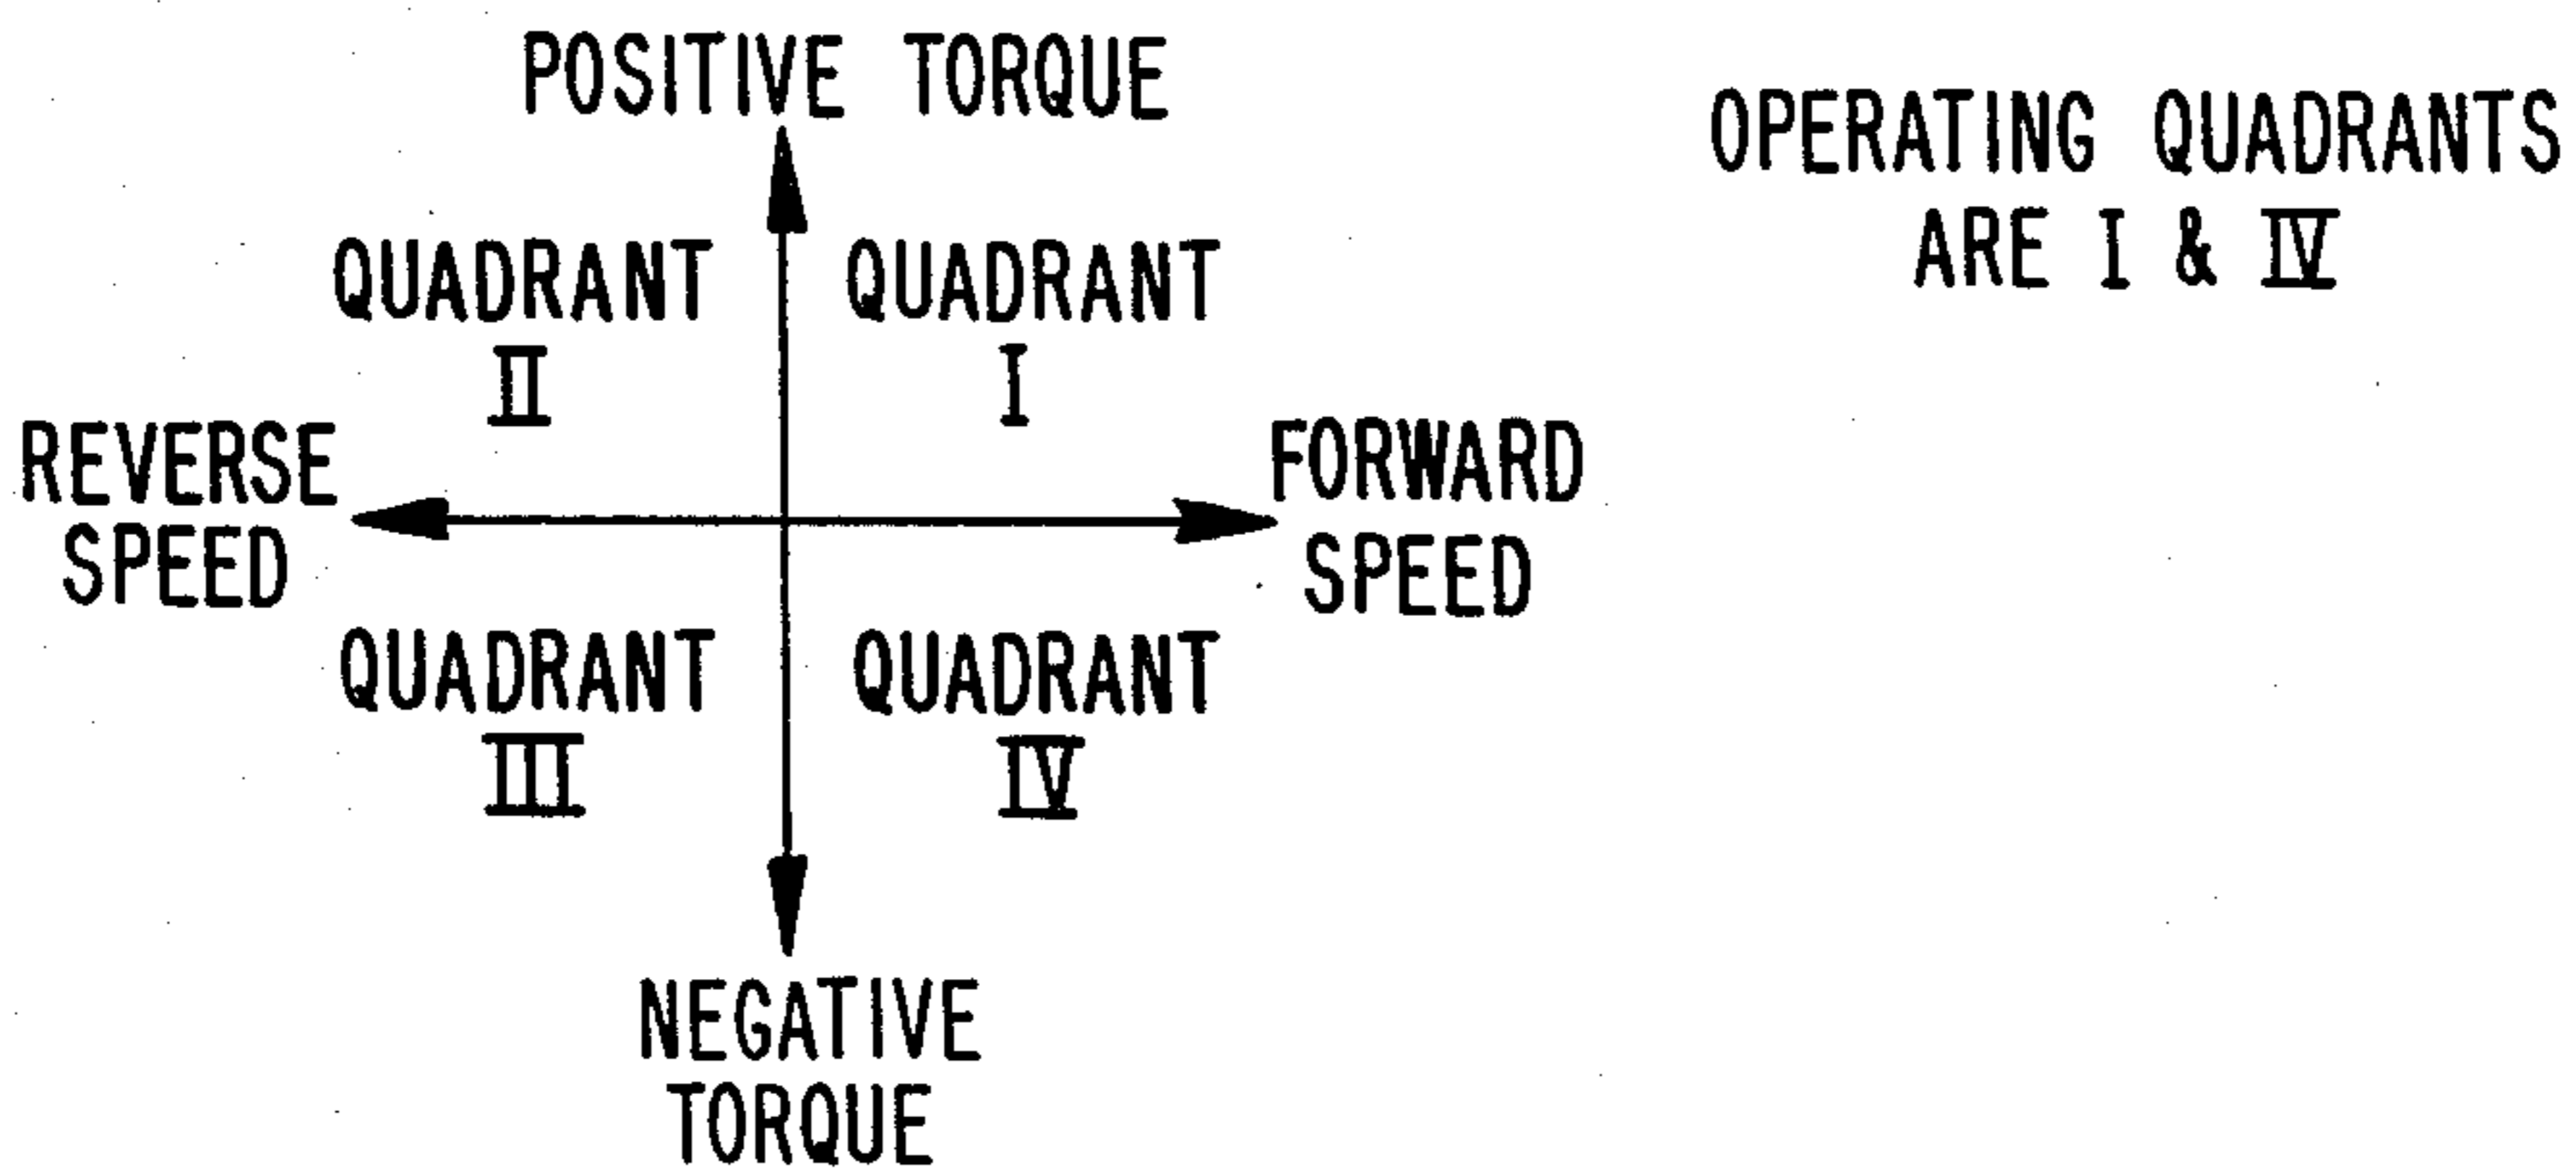 POSITIVE TORQUE
OPERATING QUADRANTS
ARE I & IV
QUADRANT
II
QUADRANT
I
REVERSE
SPEED
FORWARD
SPEED
QUADRANT
III
QUADRANT
IV
NEGATIVE
TORQUE